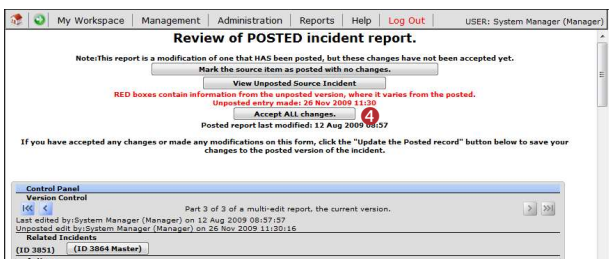 My Workspace Management Administration Reports Help Log Out USER: System Manager (Manager)
Review of POSTED incident report.
Note:This report is a modification of one that HAS been posted, but these changes have not been accepted yet.
Mark the source item as posted with no changes.
View Unposted Source Incident
RED boxes contain information from the unposted version, where it varies from the posted.
Unposted entry made: 26 Nov 2009 11:30
Accept ALL changes.
4
Posted report last modified: 12 Aug 2009 08:57
If you have accepted any changes or made any modifications on this form, click the "Update the Posted record" button below to save your
changes to the posted version of the incident.
Control Panel
Version Control
Part 3 of 3 of a multi-edit report, the current version.
Last edited by:System Manager (Manager) on 12 Aug 2009 08:57:57
Unposted edit by:System Manager (Manager) on 26 Nov 2009 11:30:16
Related Incidents
(ID 3851) (ID 3864 Master)